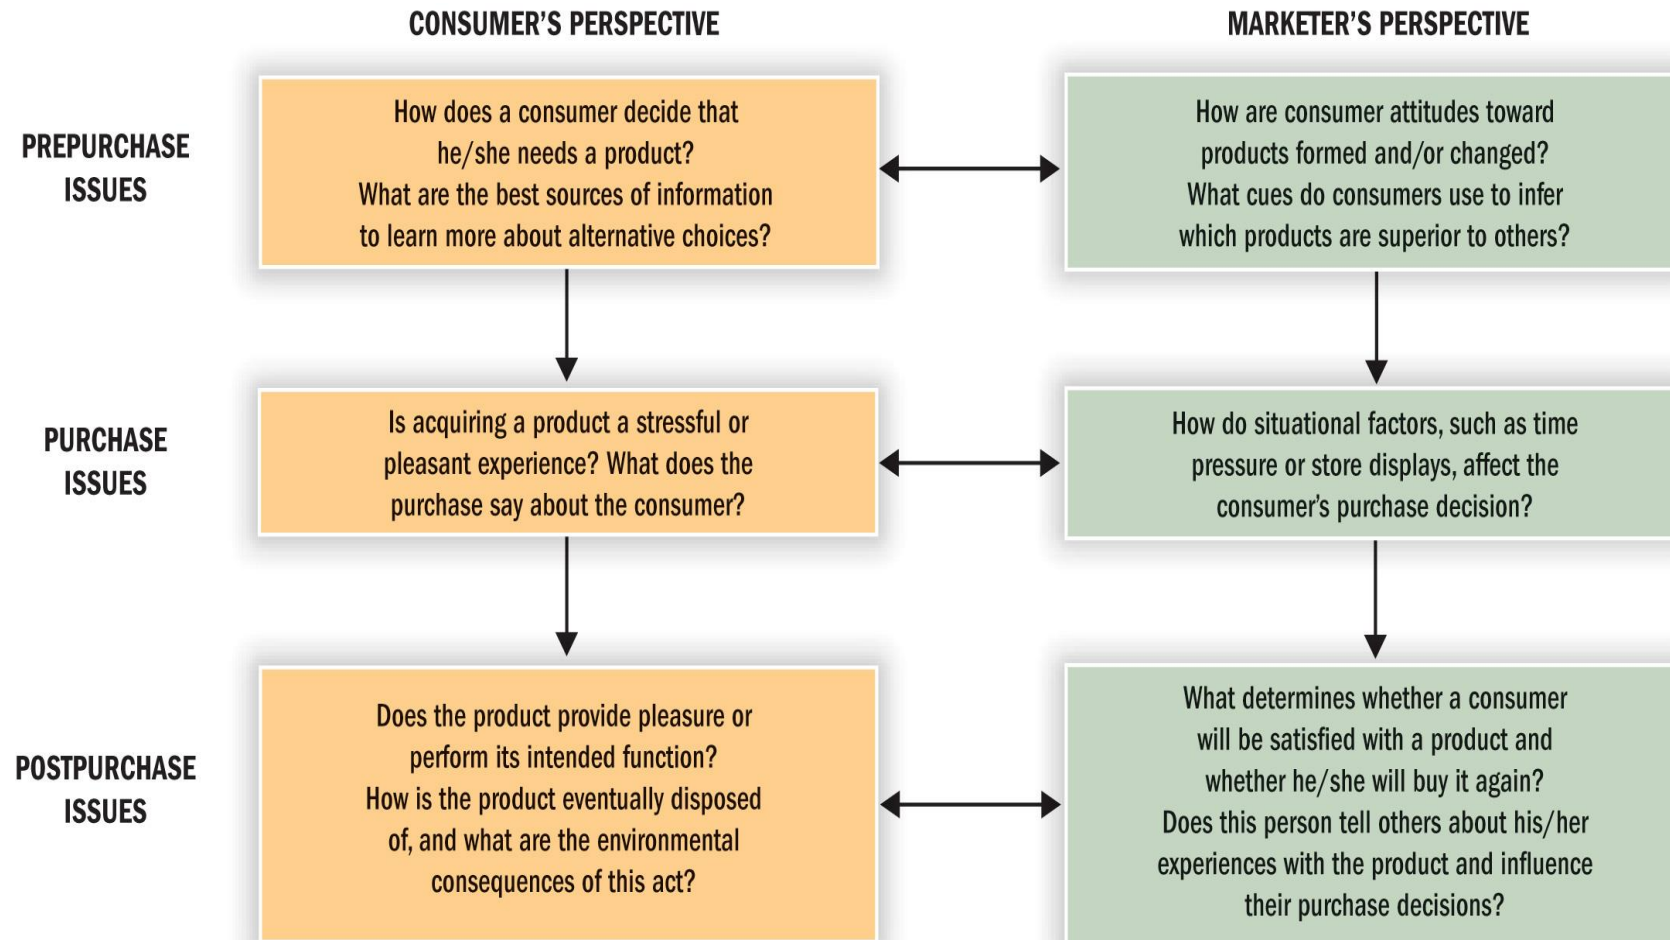 CONSUMER'S PERSPECTIVE
MARKETER'S PERSPECTIVE
PREPURCHASE
ISSUES
How does a consumer decide that
he/she needs a product?
What are the best sources of information
to learn more about alternative choices?
How are consumer attitudes toward
products formed and/or changed?
What cues do consumers use to infer
which products are superior to others?
PURCHASE
ISSUES
Is acquiring a product a stressful or
pleasant experience? What does the
purchase say about the consumer?
How do situational factors, such as time
pressure or store displays, affect the
consumer's purchase decision?
POSTPURCHASE
ISSUES
Does the product provide pleasure or
perform its intended function?
How is the product eventually disposed
of, and what are the environmental
consequences of this act?
What determines whether a consumer
will be satisfied with a product and
whether he/she will buy it again?
Does this person tell others about his/her
experiences with the product and influence
their purchase decisions?